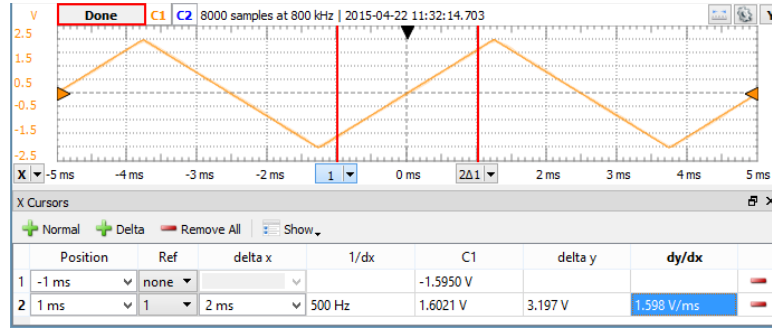 V Done C1 C2 8000 samples at 800 kHz | 2015-04-22 11:32:14.703 Y
2.5
1.5
0.5
-0.5
-1.5
-2.5
X -5 ms -4 ms -3 ms -2 ms 1 0 ms 2Δ1 2 ms 3 ms 4 ms 5 ms
X Cursors
Normal Delta Remove All Show
Position Ref delta x 1/dx C1 delta y dy/dx
1 -1 ms none -1.5950 V
2 1 ms 1 2 ms 500 Hz 1.6021 V 3.197 V 1.598 V/ms